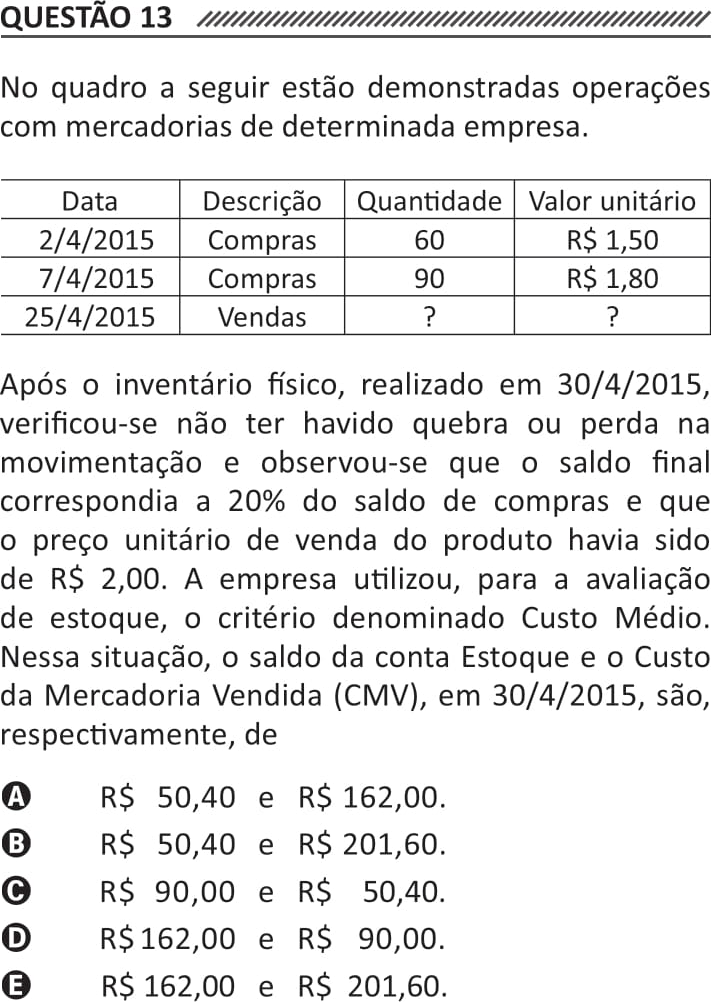 QUESTÃO 13
No quadro a seguir estão demonstradas operações
com mercadorias de determinada empresa.
Data Descrição Quantidade Valor unitário
2/4/2015 Compras 60 R$ 1,50
7/4/2015 Compras 90 R$ 1,80
25/4/2015 Vendas ? ?
Após o inventário físico, realizado em 30/4/2015,
verificou-se não ter havido quebra ou perda na
movimentação e observou-se que o saldo final
correspondia a 20% do saldo de compras e que
o preço unitário de venda do produto havia sido
de R$ 2,00. A empresa utilizou, para a avaliação
de estoque, o critério denominado Custo Médio.
Nessa situação, o saldo da conta Estoque e o Custo
da Mercadoria Vendida (CMV), em 30/4/2015, são,
respectivamente, de
A R$ 50,40 e R$ 162,00.
B R$ 50,40 e R$ 201,60.
C R$ 90,00 e R$ 50,40.
D R$ 162,00 e R$ 90,00.
E R$ 162,00 e R$ 201,60.